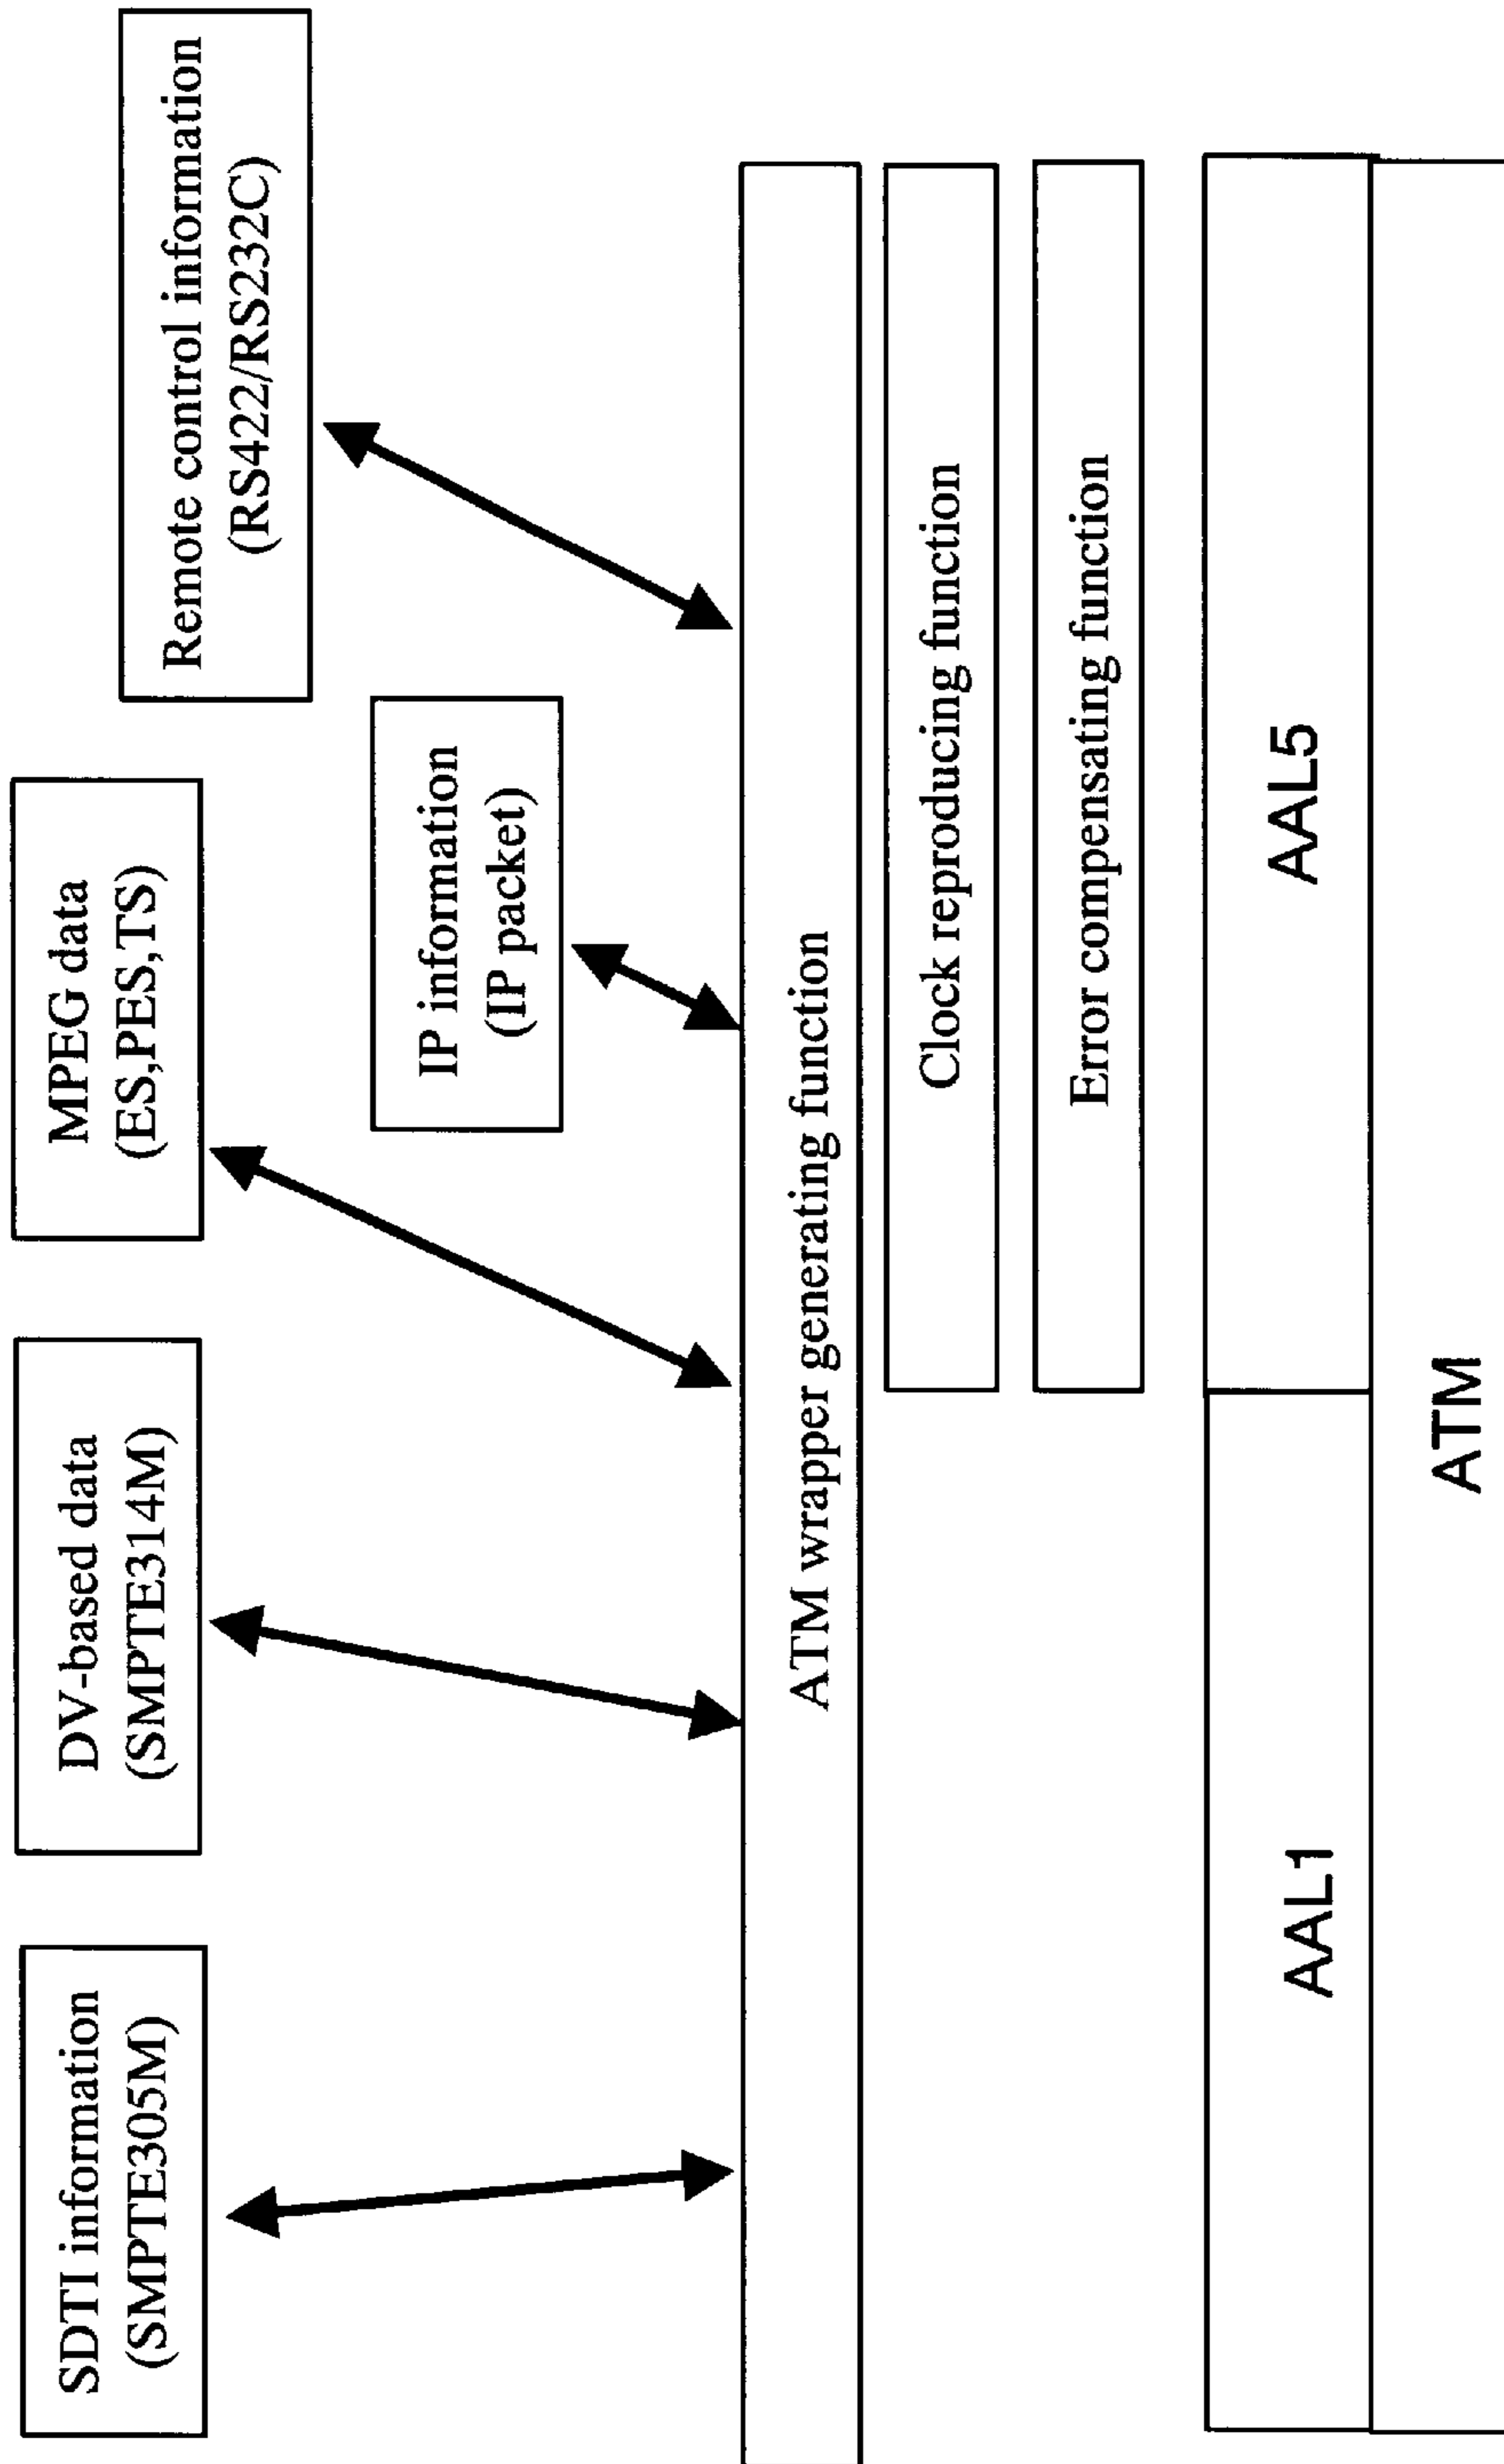 SDTI information
(SMPTE305M)
DV-based data
(SMPTE314M)
MPEG data
(ES,PES,TS)
Remote control information
(RS422/RS232C)
IP information
(IP packet)
ATM wrapper generating function
Clock reproducing function
Error compensating function
AAL1
AAL5
ATM